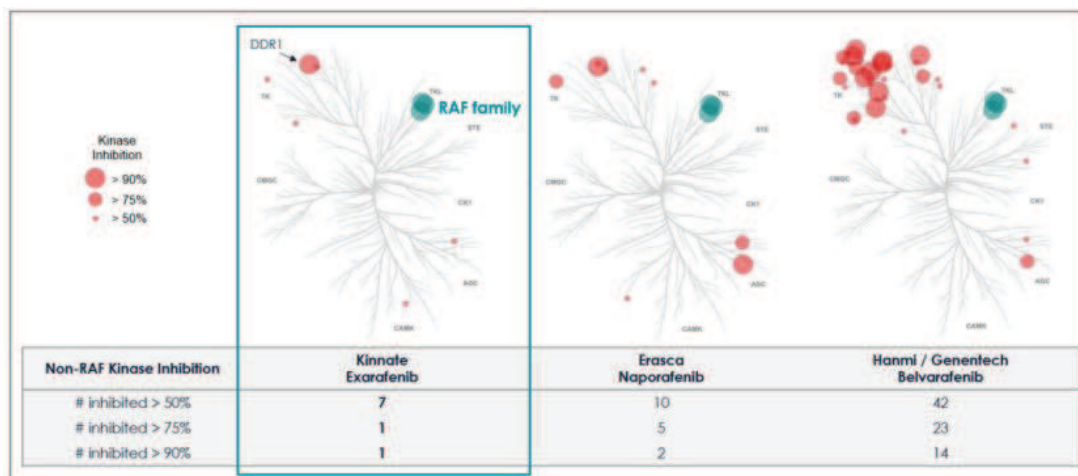 DDR1
TK
TKL
RAF family
STE
CMGC
CK1
AGC
CAMK
Kinase
Inhibition
> 90%
> 75%
> 50%
TK
TKL
STE
CMGC
CK1
AGC
CAMK
TK
TKL
STE
CMGC
CK1
AGC
CAMK
Non-RAF Kinase Inhibition
Kinnate
Exarafenib
Erasca
Naporafenib
Hanmi / Genentech
Belvarafenib
# inhibited > 50% 7 10 42
# inhibited > 75% 1 5 23
# inhibited > 90% 1 2 14